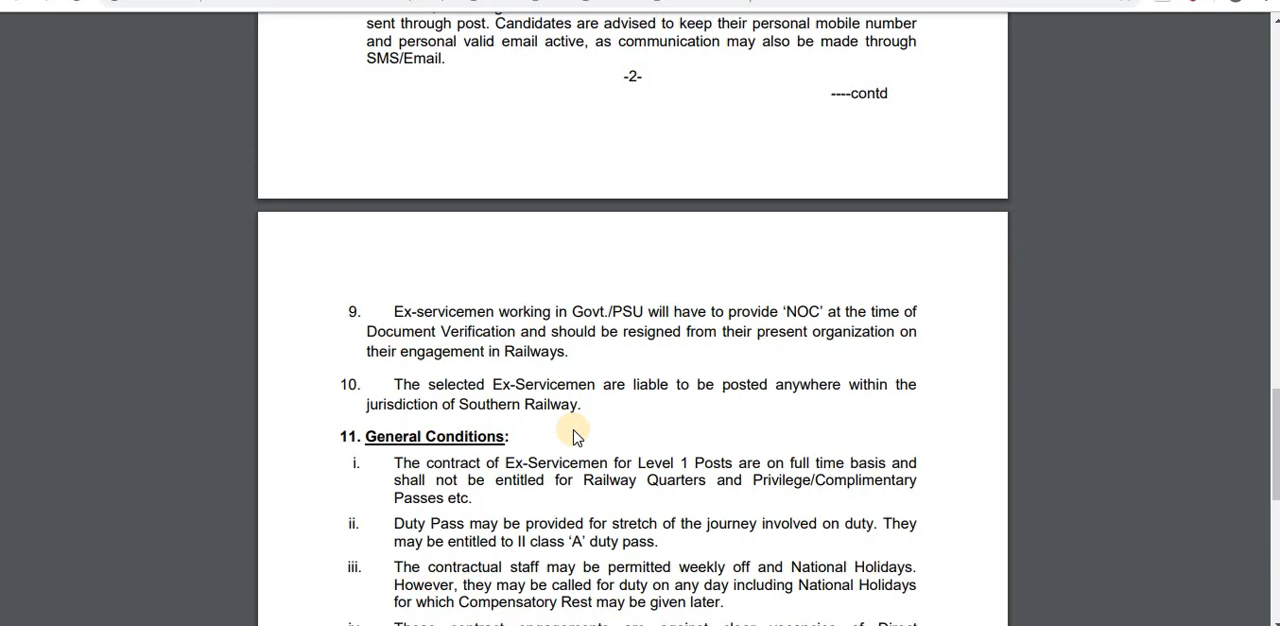 sent through post. Candidates are advised to keep their personal mobile number
and personal valid email active, as communication may also be made through
SMS/Email.
-2-
----contd
9. Ex-servicemen working in Govt./PSU will have to provide ‘NOC’ at the time of
Document Verification and should be resigned from their present organization on
their engagement in Railways.
10. The selected Ex-Servicemen are liable to be posted anywhere within the
jurisdiction of Southern Railway.
11. General Conditions:
i. The contract of Ex-Servicemen for Level 1 Posts are on full time basis and
shall not be entitled for Railway Quarters and Privilege/Complimentary
Passes etc.
ii. Duty Pass may be provided for stretch of the journey involved on duty. They
may be entitled to II class ‘A’ duty pass.
iii. The contractual staff may be permitted weekly off and National Holidays.
However, they may be called for duty on any day including National Holidays
for which Compensatory Rest may be given later.